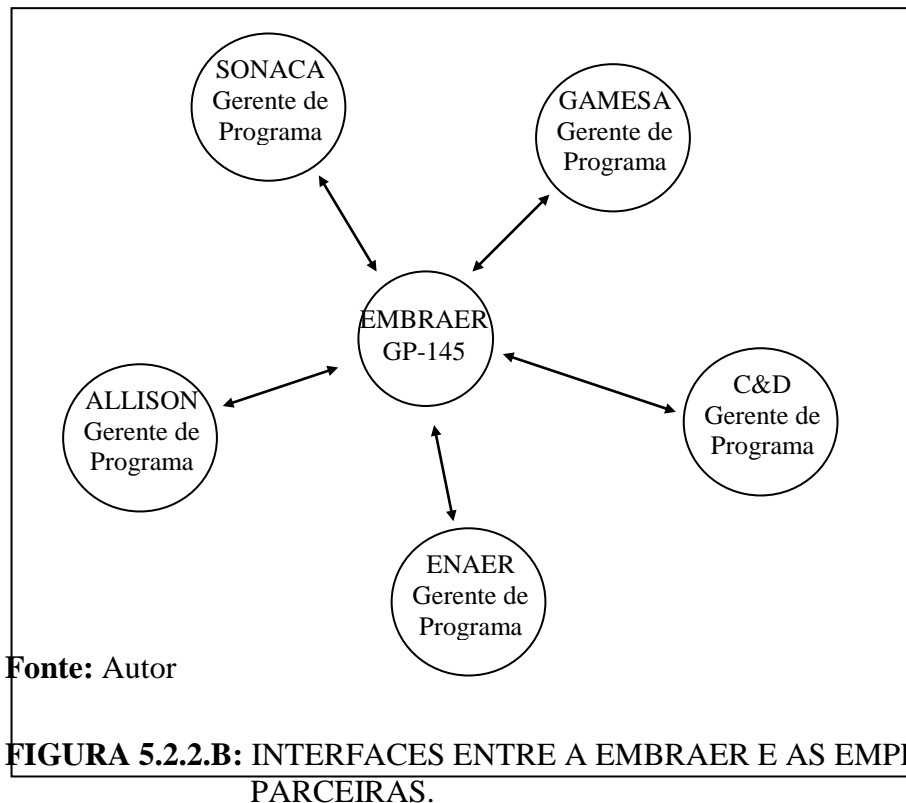 SONACA
Gerente de
Programa
GAMESA
Gerente de
Programa
EMBRAER
GP-145
ALLISON
Gerente de
Programa
C&D
Gerente de
Programa
ENAER
Gerente de
Programa
Fonte: Autor
FIGURA 5.2.2.B: INTERFACES ENTRE A EMBRAER E AS
PARCEIRAS.